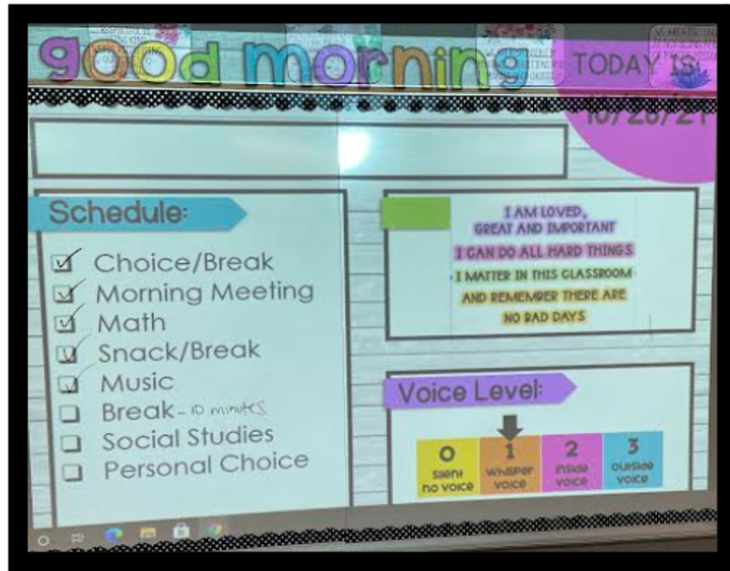 good morning
TODAY IS:
Schedule:
Choice/Break
Morning Meeting
Math
Snack/Break
Music
Break - 10 minutes
Social Studies
Personal Choice
I AM LOVED,
GREAT AND IMPORTANT
I CAN DO ALL HARD THINGS
I MATTER IN THIS CLASSROOM
AND REMEMBER THERE ARE
NO BAD DAYS
Voice Level:
0
silent
no voice
1
whisper
voice
2
inside
voice
3
outside
voice